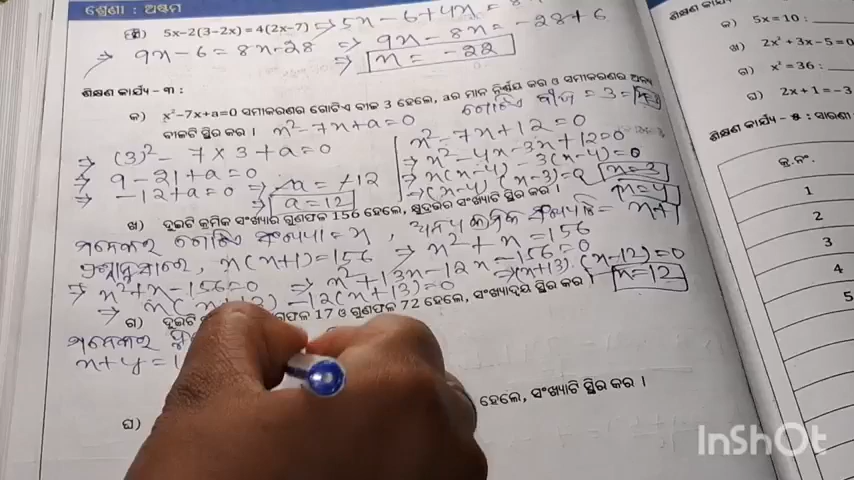 ଶ୍ରେଣୀ : ଅଷ୍ଟମ
5x-2(3-2x)=4(2x-7) ⇒ 5x - 6 + 4x = 8
⇒ 9x - 6 = 8x - 28 ⇒ 9x - 8x = -28 + 6
⇒ x = -22
ଶିକ୍ଷଣ କାର୍ଯ୍ୟ - ୩ :
କ) x²-7x+a=0 ସମୀକରଣର ଗୋଟିଏ ବୀଜ 3 ହେଲେ, aର ମାନ ନିର୍ଣ୍ଣୟ କର ଓ ସମୀକରଣର ଅନ୍ୟ
ବୀଜଟି ସ୍ଥିର କର । x² - 7x + a = 0
⇒ (3)² - 7 × 3 + a = 0
⇒ 9 - 21 + a = 0
⇒ -12 + a = 0 ⇒ a = +12
⇒ a = 12
ଗୋଟିଏ ବୀଜ = 3
x² - 7x + 12 = 0
⇒ x² - 4x - 3x + 12 = 0
⇒ x(x-4) - 3(x-4) = 0
⇒ (x-4) (x-3) = 0 x = 3
x = 4
ଖ) ଦୁଇଟି କ୍ରମିକ ସଂଖ୍ୟାର ଗୁଣଫଳ 156 ହେଲେ, କ୍ଷୁଦ୍ରତର ସଂଖ୍ୟାଟି ସ୍ଥିର କର ।
ମନେକର ଗୋଟିଏ ସଂଖ୍ୟା = x, ଅନ୍ୟ କ୍ରମିକ ସଂଖ୍ୟାଟି = x+1
ପ୍ରଶ୍ନାନୁସାରେ, x(x+1) = 156 ⇒ x² + x = 156
⇒ x² + x - 156 = 0 ⇒ x² + 13x - 12x - 156 = 0
⇒ x(x+13) - 12(x+13) = 0 ⇒ (x+13) (x-12) = 0
x = 12
ଗ) ଦୁଇଟି 17 ଓ ଗୁଣଫଳ 72 ହେଲେ, ସଂଖ୍ୟାଦ୍ୱୟ ସ୍ଥିର କର ।
ମନେକର
x + y = 1
ଘ) ହେଲେ, ସଂଖ୍ୟାଟି ସ୍ଥିର କର ।
ଶିକ୍ଷଣ କାର୍ଯ୍ୟ
କ) 5x = 10 :
ଖ) 2x² + 3x - 5 = 0
ଗ) x² = 36 :
ଘ) 2x + 1 = -3
ଶିକ୍ଷଣ କାର୍ଯ୍ୟ - ୫ : ସାରଣୀ
କ୍ର.ନଂ.
1
2
3
4
5
InShOt